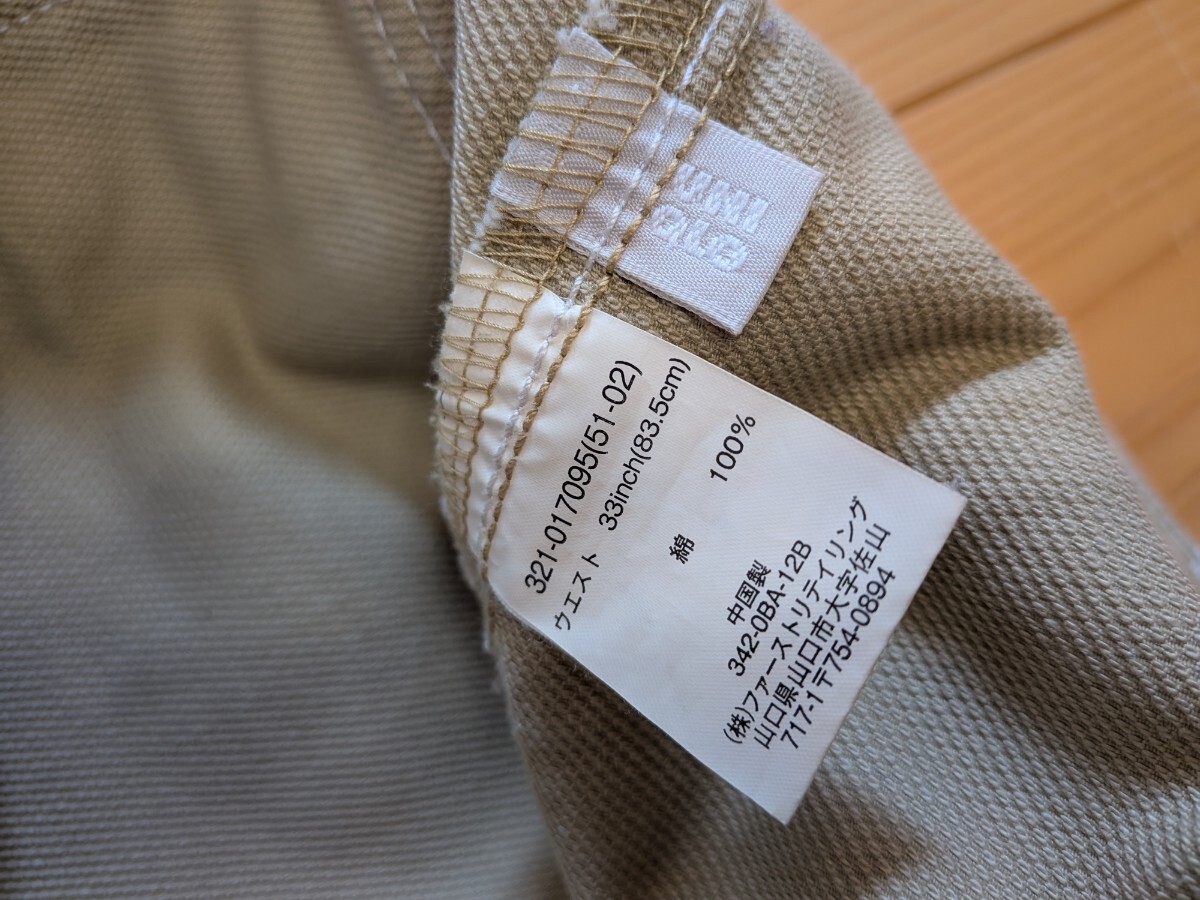 321-017095(51-02)
ウエスト 33inch(83.5cm)
綿 100%
中国製
342-0BA-12B
(株)ファーストリテイリング
山口県山口市大字佐山
717-1〒754-0894